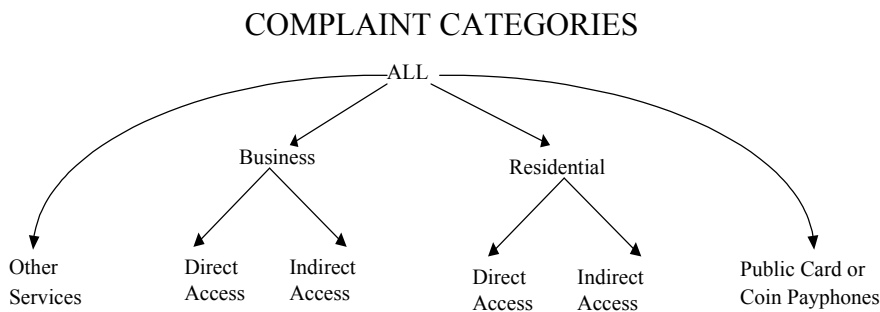 COMPLAINT CATEGORIES
ALL
Business
Residential
Other
Services
Direct
Access
Indirect
Access
Direct
Access
Indirect
Access
Public Card or
Coin Payphones